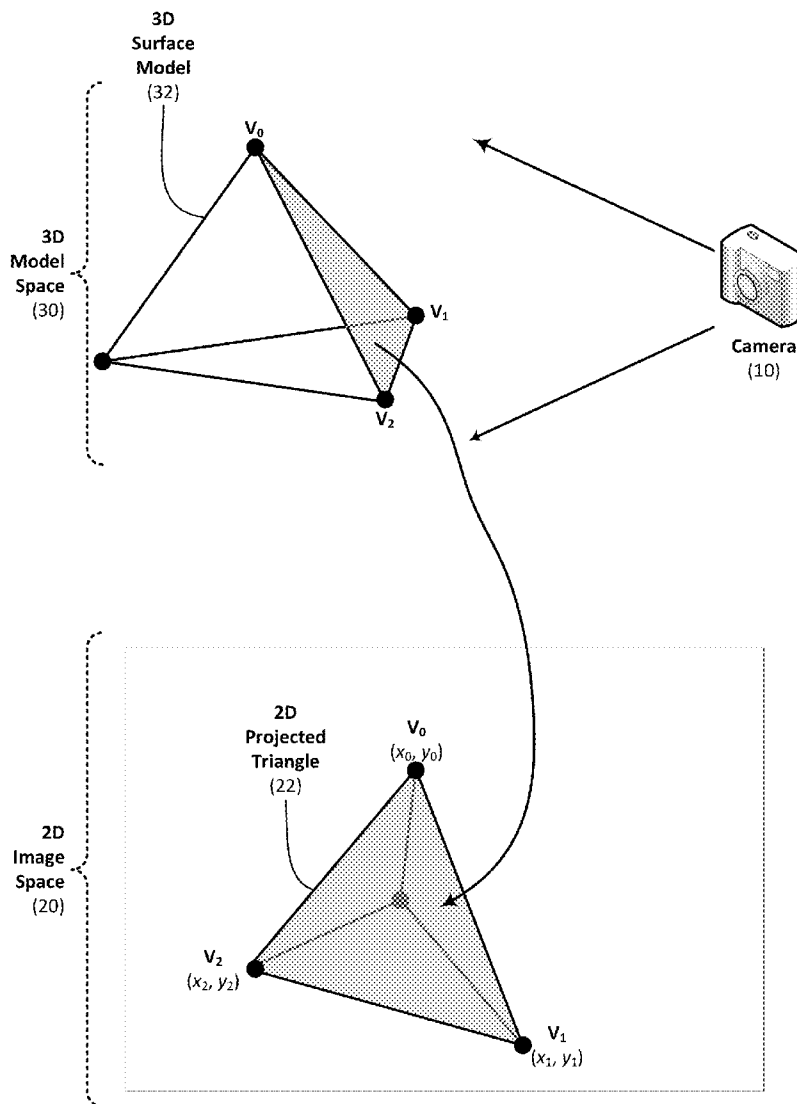 3D
Surface
Model
(32)
V₀
3D
Model
Space
(30)
V₁
V₂
Camera
(10)
2D
Projected
Triangle
(22)
V₀
(x₀, y₀)
2D
Image
Space
(20)
V₂
(x₂, y₂)
V₁
(x₁, y₁)